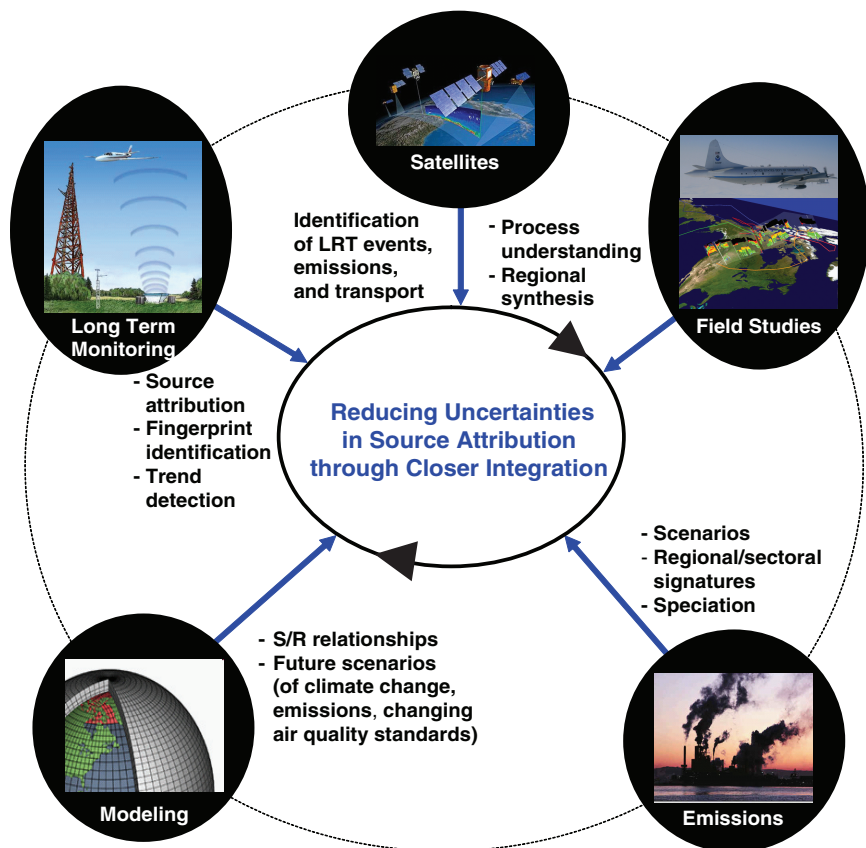 Satellites
Long Term
Monitoring
Field Studies
Identification
of LRT events,
emissions,
and transport
- Process
understanding
- Regional
synthesis
- Source
attribution
- Fingerprint
identification
- Trend
detection
Reducing Uncertainties
in Source Attribution
through Closer Integration
- Scenarios
- Regional/sectoral
signatures
- Speciation
- S/R relationships
- Future scenarios
(of climate change,
emissions, changing
air quality standards)
Modeling
Emissions